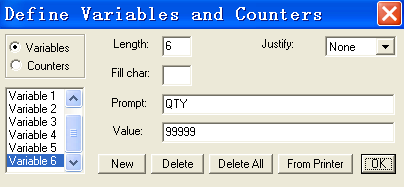 Define Variables and Counters
Variables
Counters
Length: 6
Justify: None
Fill char:
Variable 1
Variable 2
Variable 3
Variable 4
Variable 5
Variable 6
Prompt: QTY
Value: 99999
New Delete Delete All From Printer OK